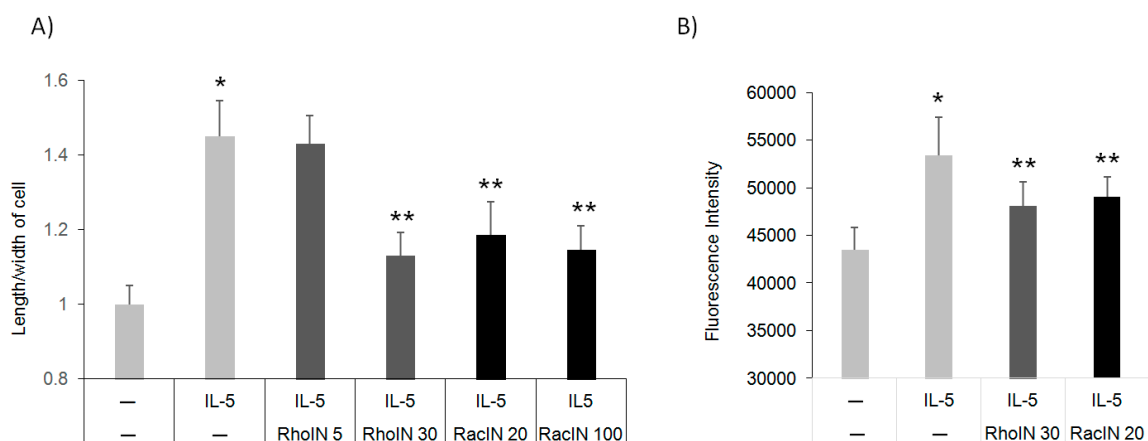 A)
*
**
**
**
1.6
1.4
1.2
1
0.8
Length/width of cell
— IL-5 IL-5 IL-5 IL-5 IL5
— — RhoIN 5 RhoIN 30 RacIN 20 RacIN 100
B)
*
**
**
60000
55000
50000
45000
40000
35000
30000
Fluorescence Intensity
— IL-5 IL-5 IL-5
— — RhoIN 30 RacIN 20